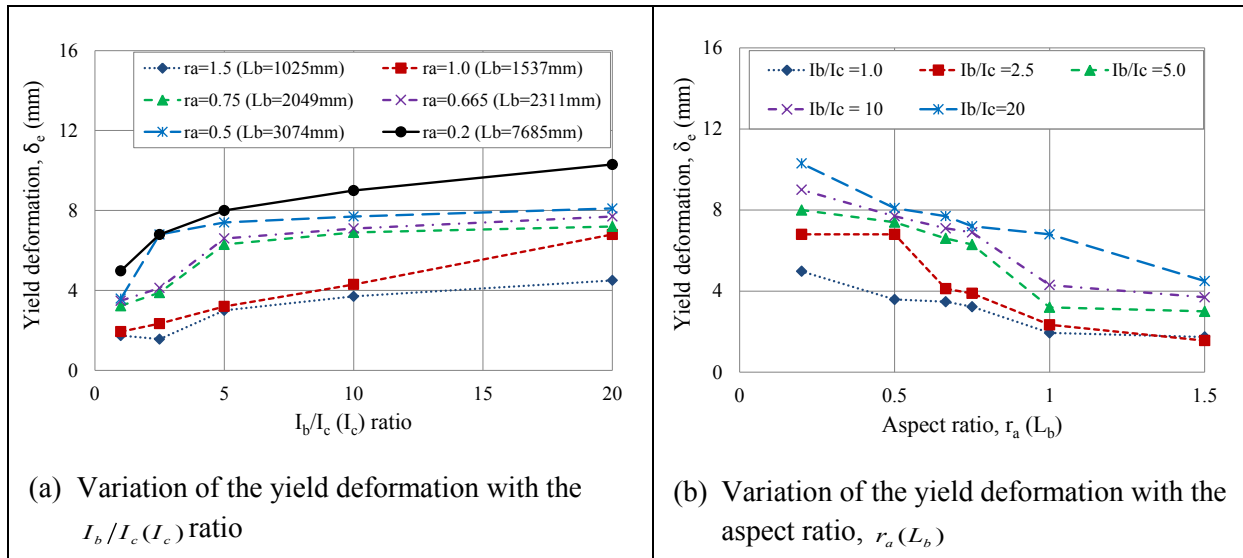 16
12
8
4
0
Yield deformation, δe (mm)
ra=1.5 (Lb=1025mm) ra=1.0 (Lb=1537mm)
ra=0.75 (Lb=2049mm) ra=0.665 (Lb=2311mm)
ra=0.5 (Lb=3074mm) ra=0.2 (Lb=7685mm)
0 5 10 15 20
Ib/Ic (Ic) ratio
(a) Variation of the yield deformation with the
Ib/Ic(Ic) ratio
16
12
8
4
0
Yield deformation, δe (mm)
Ib/Ic =1.0 Ib/Ic =2.5 Ib/Ic =5.0
Ib/Ic = 10 Ib/Ic=20
0 0.5 1 1.5
Aspect ratio, ra (Lb)
(b) Variation of the yield deformation with the
aspect ratio, ra(Lb)